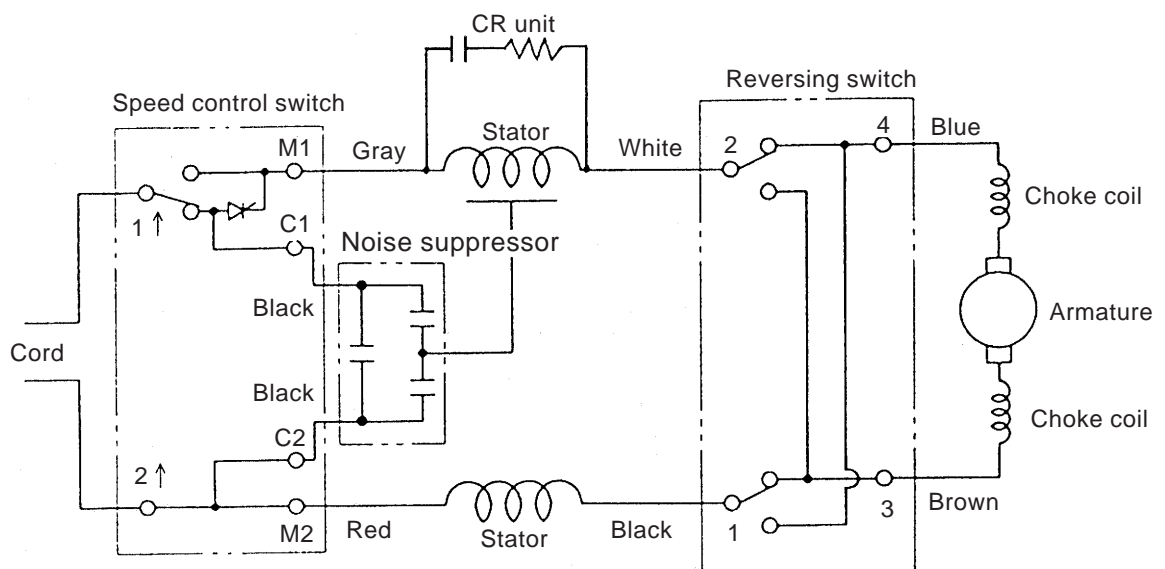 CR unit
Reversing switch
Speed control switch
M1
Gray
Stator
White
2
4
Blue
1 ↑
C1
Choke coil
Noise suppressor
Black
Armature
Cord
Black
Choke coil
C2
2 ↑
M2
Red
Stator
Black
1
3
Brown